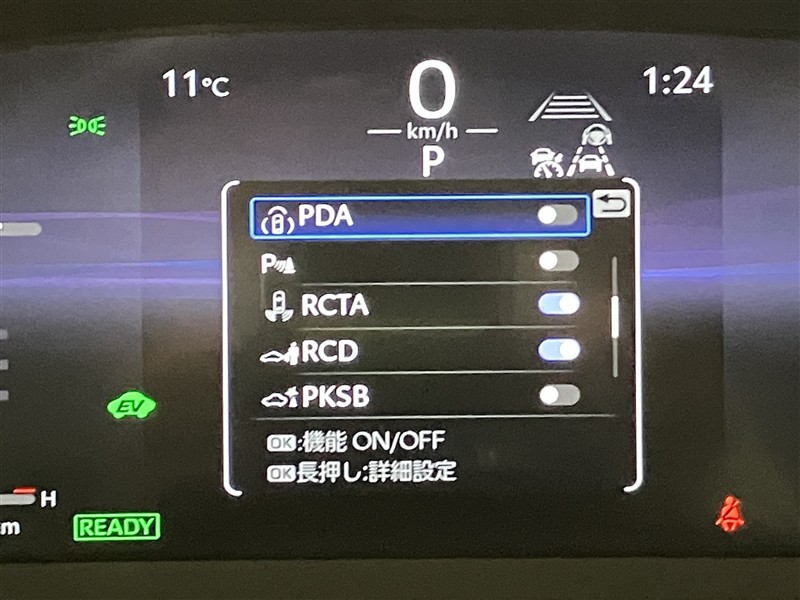 11°C
0
1:24
km/h
P
PDA
P
RCTA
RCD
PKSB
OK:機能 ON/OFF
OK長押し:詳細設定
EV
H
m
READY